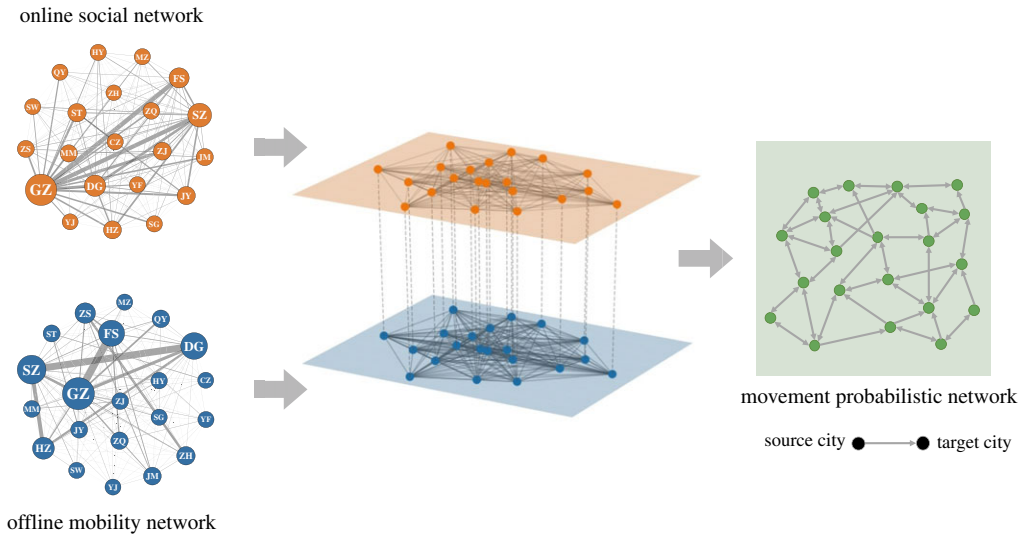 online social network
HY
MZ
QY
FS
ZH
SW
ST
ZQ
SZ
CZ
ZS
MM
ZJ
JM
GZ
DG
YF
JY
YJ
HZ
SG
MZ
ZS
QY
ST
FS
DG
SZ
HY
CZ
GZ
ZJ
MM
SG
YF
JY
ZQ
HZ
ZH
SW
JM
YJ
offline mobility network
movement probabilistic network
source city
target city